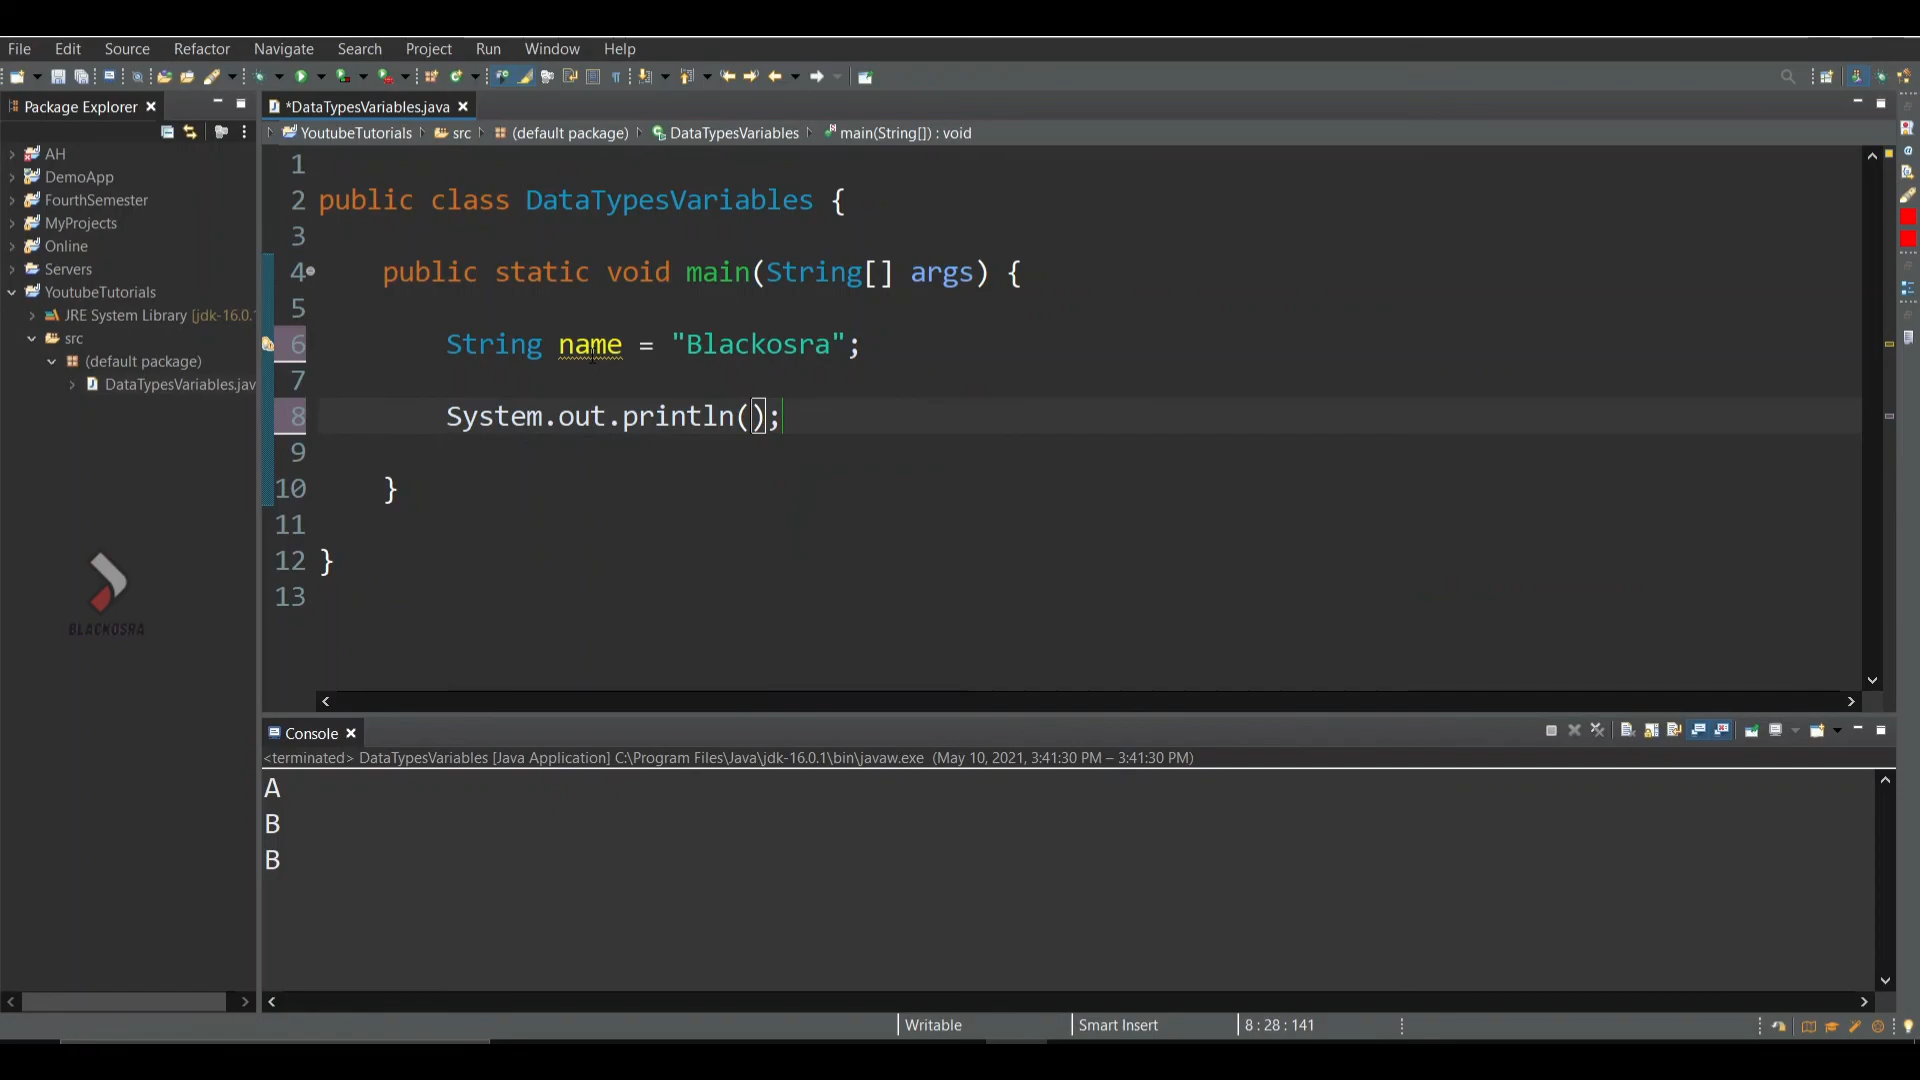 File Edit Source Refactor Navigate Search Project Run Window Help
Package Explorer
*DataTypesVariables.java
YoutubeTutorials src (default package) DataTypesVariables main(String[]) : void
AH
DemoApp
FourthSemester
MyProjects
Online
Servers
YoutubeTutorials
JRE System Library [jdk-16.0.1
src
(default package)
DataTypesVariables.jav
BLACKOSRA
1
2 public class DataTypesVariables {
3
4 public static void main(String[] args) {
5
6 String name = "Blackosra";
7
8 System.out.println();
9
10 }
11
12 }
13
Console
<terminated> DataTypesVariables [Java Application] C:\Program Files\Java\jdk-16.0.1\bin\javaw.exe (May 10, 2021, 3:41:30 PM – 3:41:30 PM)
A
B
B
Writable Smart Insert 8 : 28 : 141